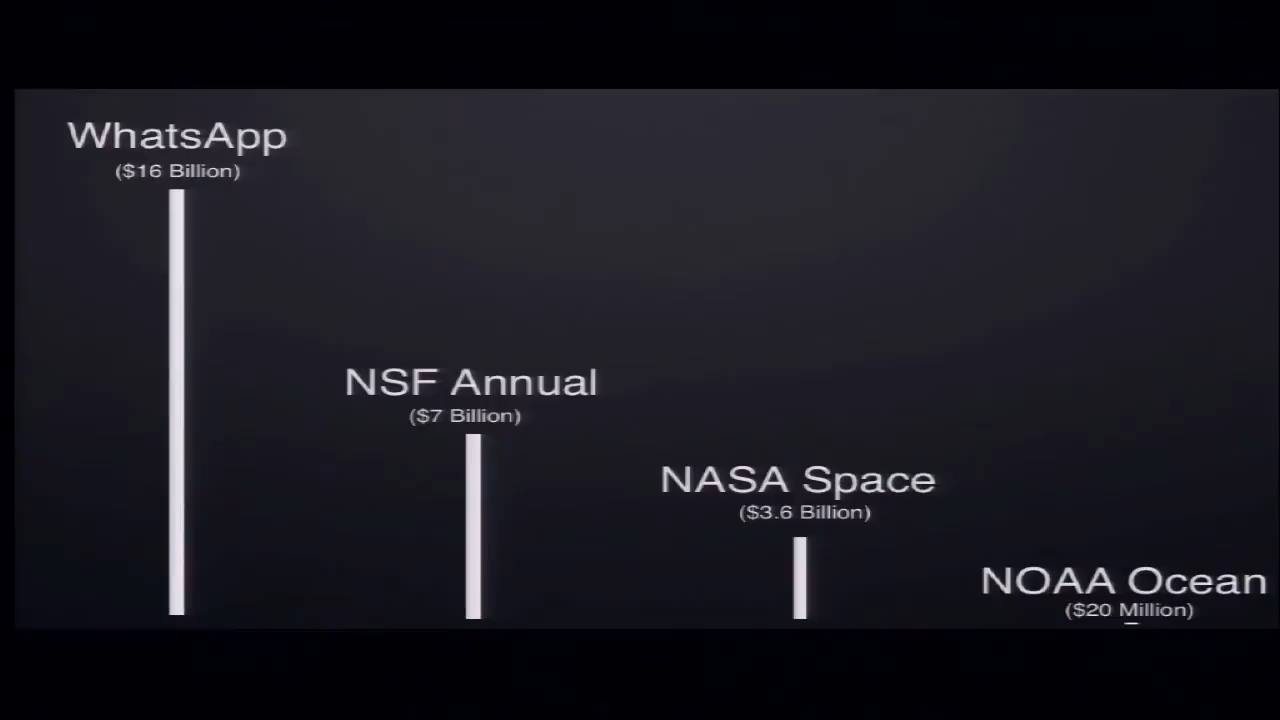 WhatsApp
($16 Billion)
NSF Annual
($7 Billion)
NASA Space
($3.6 Billion)
NOAA Ocean
($20 Million)